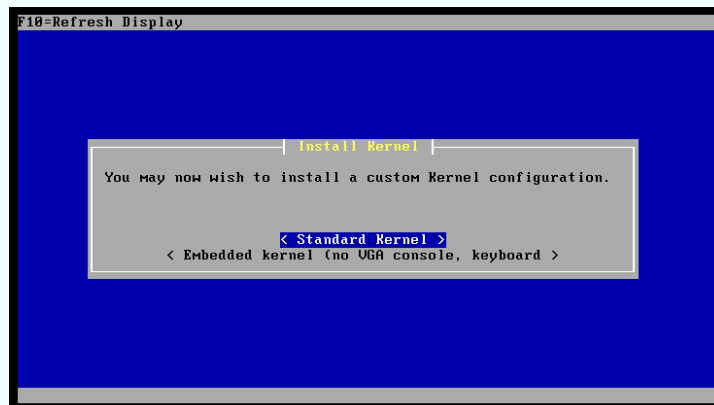 F10=Refresh Display
Install Kernel
You may now wish to install a custom Kernel configuration.
< Standard Kernel >
< Embedded kernel (no VGA console, keyboard >